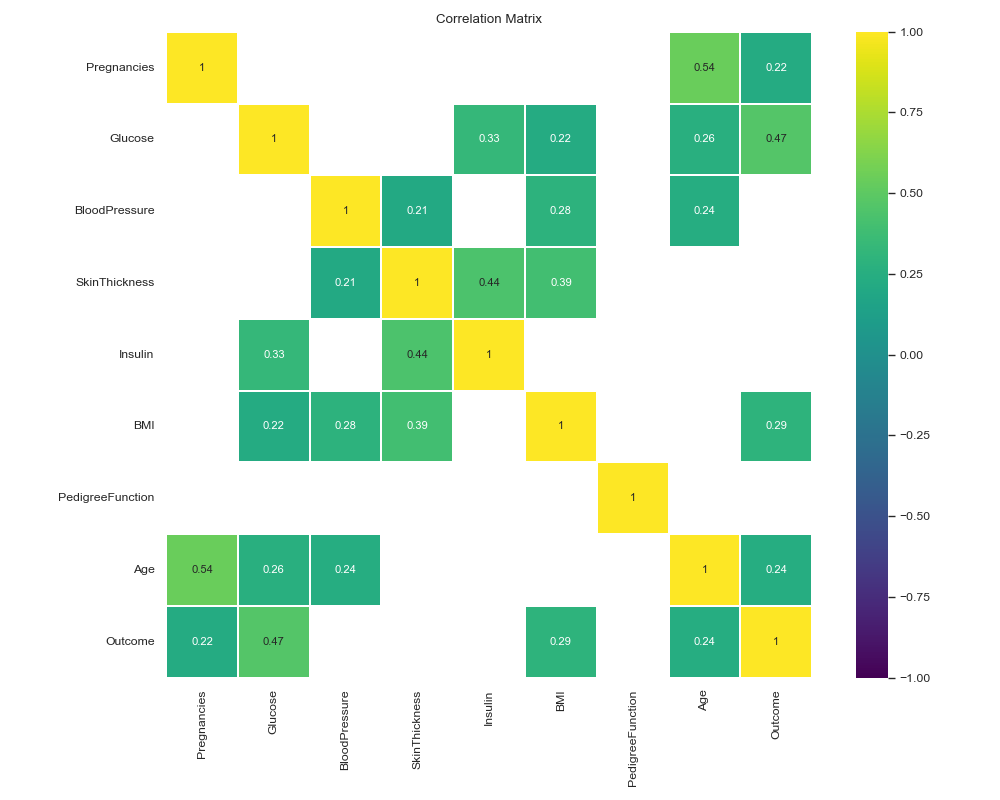 Correlation Matrix
Pregnancies 1 0.54 0.22
Glucose 1 0.33 0.22 0.26 0.47
BloodPressure 1 0.21 0.28 0.24
SkinThickness 0.21 1 0.44 0.39
Insulin 0.33 0.44 1
BMI 0.22 0.28 0.39 1 0.29
PedigreeFunction 1
Age 0.54 0.26 0.24 1 0.24
Outcome 0.22 0.47 0.29 0.24 1
Pregnancies
Glucose
BloodPressure
SkinThickness
Insulin
BMI
PedigreeFunction
Age
Outcome
1.00
0.75
0.50
0.25
0.00
−0.25
−0.50
−0.75
−1.00